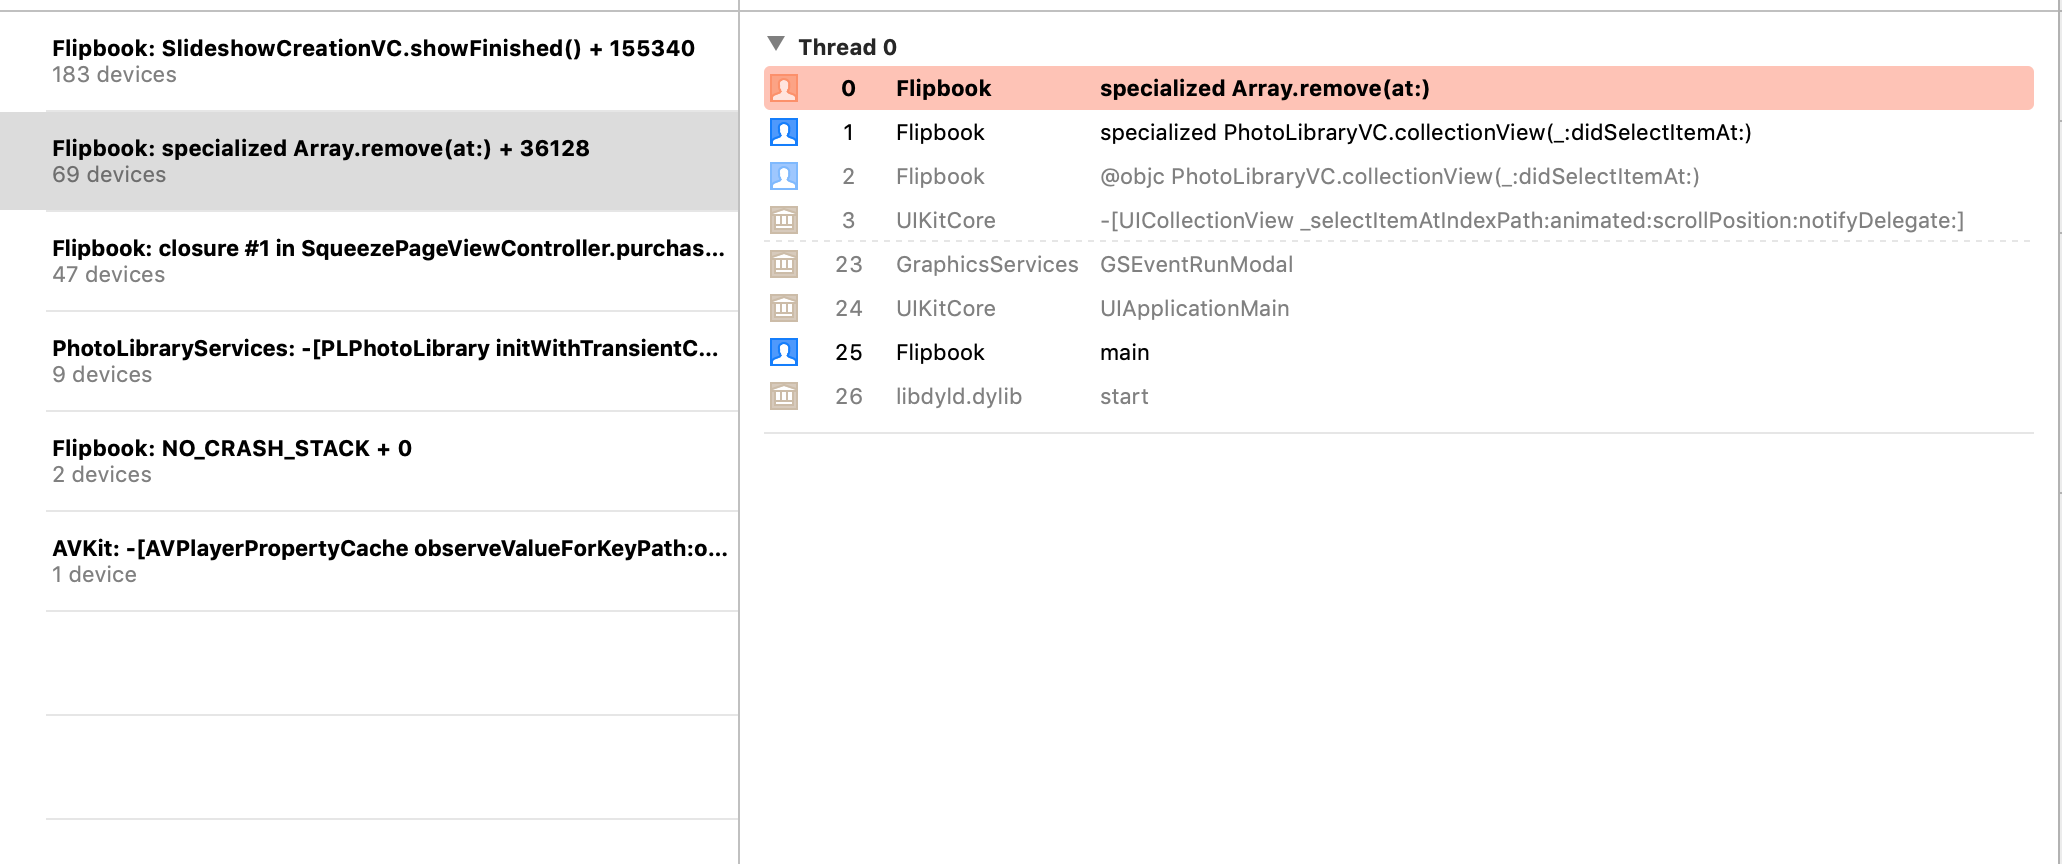 Flipbook: SlideshowCreationVC.showFinished() + 155340
183 devices
Flipbook: specialized Array.remove(at:) + 36128
69 devices
Flipbook: closure #1 in SqueezePageViewController.purchas...
47 devices
PhotoLibraryServices: -[PLPhotoLibrary initWithTransientC...
9 devices
Flipbook: NO_CRASH_STACK + 0
2 devices
AVKit: -[AVPlayerPropertyCache observeValueForKeyPath:o...
1 device
Thread 0
0 Flipbook specialized Array.remove(at:)
1 Flipbook specialized PhotoLibraryVC.collectionView(_:didSelectItemAt:)
2 Flipbook @objc PhotoLibraryVC.collectionView(_:didSelectItemAt:)
3 UIKitCore -[UICollectionView _selectItemAtIndexPath:animated:scrollPosition:notifyDelegate:]
23 GraphicsServices GSEventRunModal
24 UIKitCore UIApplicationMain
25 Flipbook main
26 libdyld.dylib start